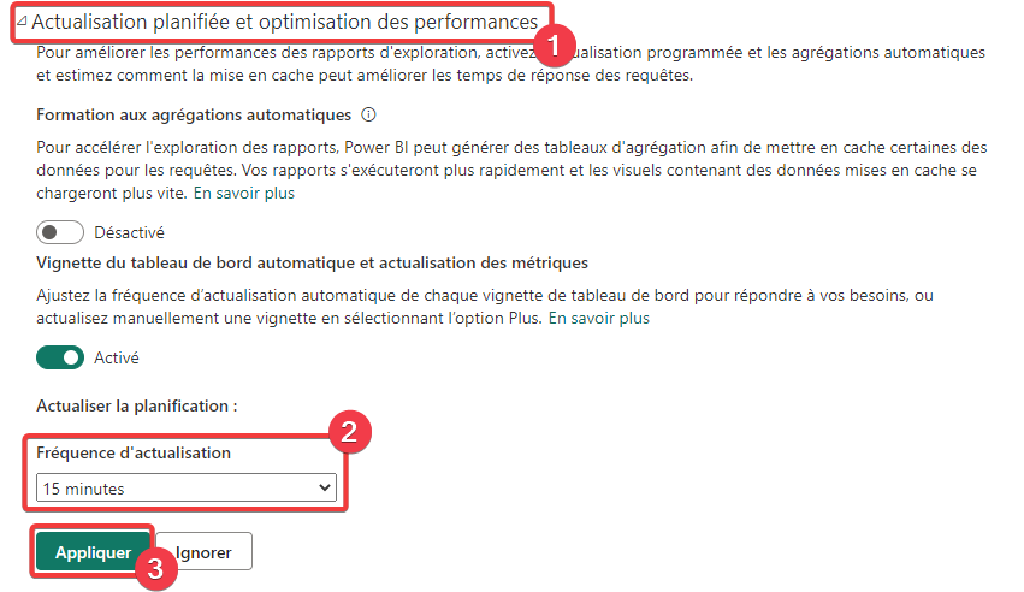 Actualisation planifiée et optimisation des performances
1
Pour améliorer les performances des rapports d'exploration, activez ualisation programmée et les agrégations automatiques
et estimez comment la mise en cache peut améliorer les temps de réponse des requêtes.
Formation aux agrégations automatiques
Pour accélérer l'exploration des rapports, Power BI peut générer des tableaux d'agrégation afin de mettre en cache certaines des
données pour les requêtes. Vos rapports s'exécuteront plus rapidement et les visuels contenant des données mises en cache se
chargeront plus vite. En savoir plus
Désactivé
Vignette du tableau de bord automatique et actualisation des métriques
Ajustez la fréquence d'actualisation automatique de chaque vignette de tableau de bord pour répondre à vos besoins, ou
actualisez manuellement une vignette en sélectionnant l'option Plus. En savoir plus
Activé
Actualiser la planification :
2
Fréquence d'actualisation
15 minutes
Appliquer Ignorer
3